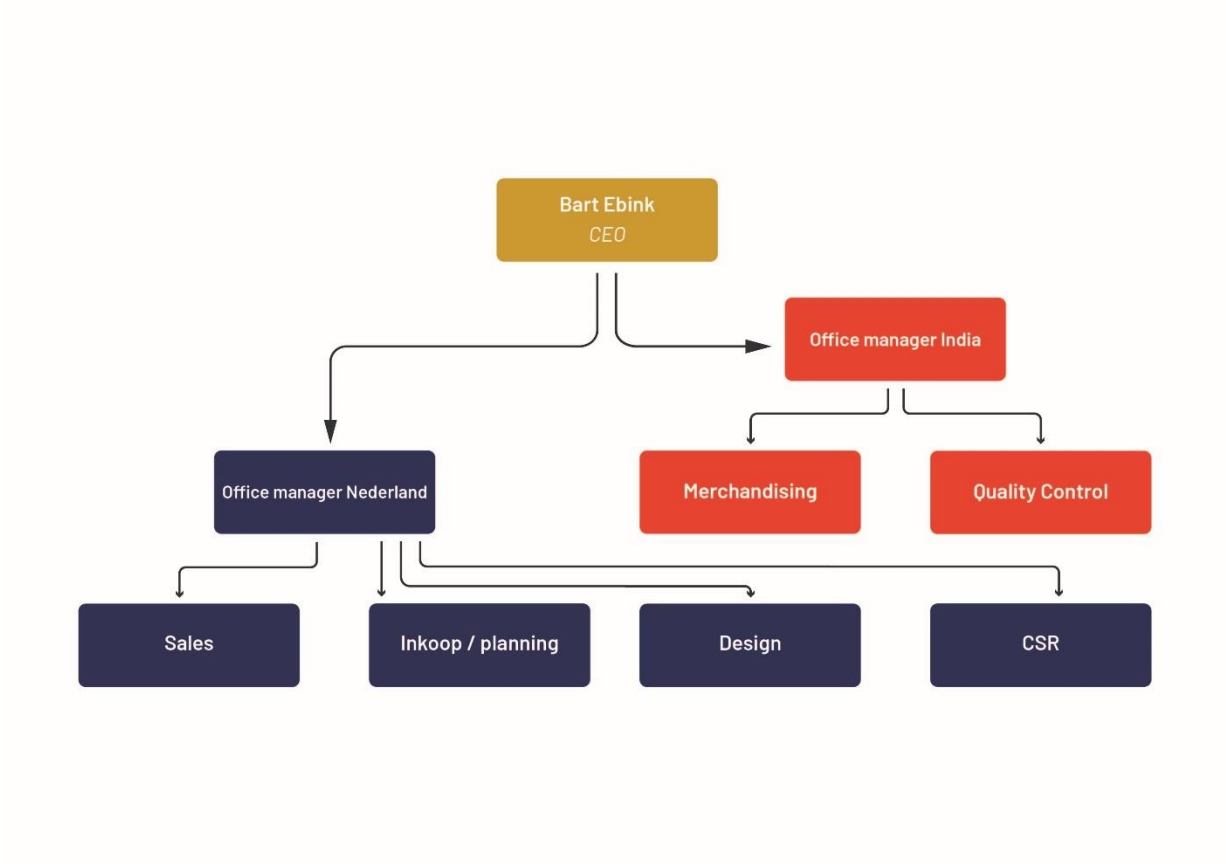 Bart Ebink
CEO
Office manager India
Office manager Nederland
Merchandising
Quality Control
Sales
Inkoop / planning
Design
CSR